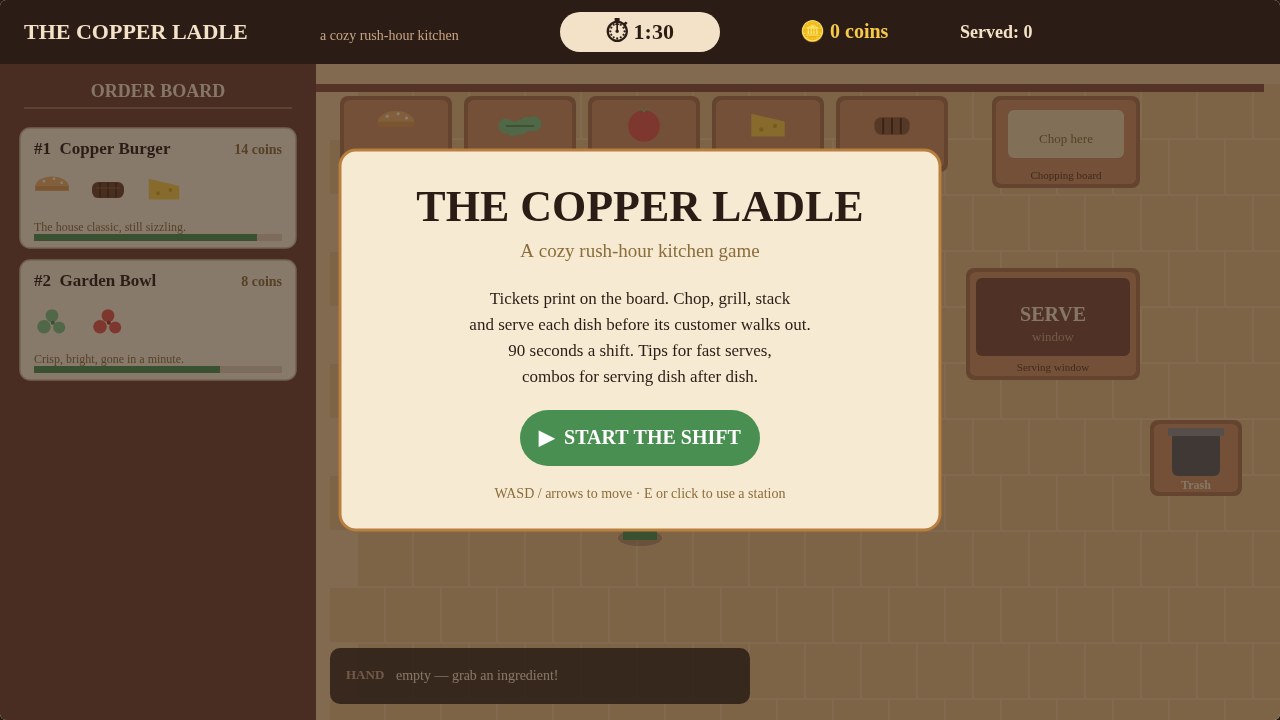 THE COPPER LADLE
a cozy rush-hour kitchen
⏱ 1:30
🪙 0 coins
Served: 0
ORDER BOARD
#1 Copper Burger
14 coins
The house classic, still sizzling.
#2 Garden Bowl
8 coins
Crisp, bright, gone in a minute.
Chop here
Chopping board
THE COPPER LADLE
A cozy rush-hour kitchen game
Tickets print on the board. Chop, grill, stack
and serve each dish before its customer walks out.
90 seconds a shift. Tips for fast serves,
combos for serving dish after dish.
▶ START THE SHIFT
WASD / arrows to move · E or click to use a station
SERVE
window
Serving window
Trash
HAND empty — grab an ingredient!